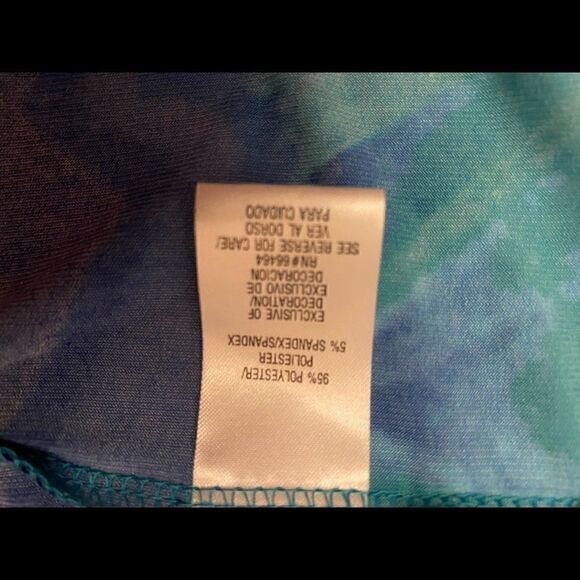 95% POLYESTER/
POLIESTER
5% SPANDEX/SPANDEX
EXCLUSIVE OF
DECORATION/
EXCLUSIVO DE
DECORACION
RN# 66464
SEE REVERSE FOR CARE/
VER AL DORSO
PARA CUIDADO